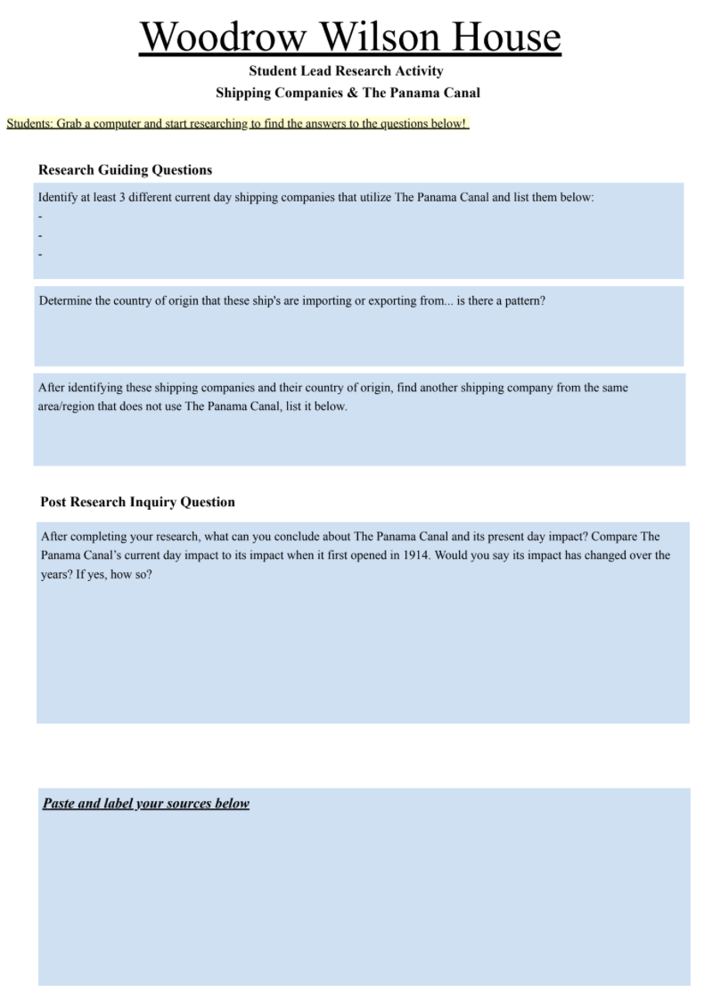 Woodrow Wilson House
Student Lead Research Activity
Shipping Companies & The Panama Canal
Students: Grab a computer and start researching to find the answers to the questions below!
Research Guiding Questions
Identify at least 3 different current day shipping companies that utilize The Panama Canal and list them below:
-
-
-
Determine the country of origin that these ship's are importing or exporting from... is there a pattern?
After identifying these shipping companies and their country of origin, find another shipping company from the same
area/region that does not use The Panama Canal, list it below.
Post Research Inquiry Question
After completing your research, what can you conclude about The Panama Canal and its present day impact? Compare The
Panama Canal’s current day impact to its impact when it first opened in 1914. Would you say its impact has changed over the
years? If yes, how so?
Paste and label your sources below